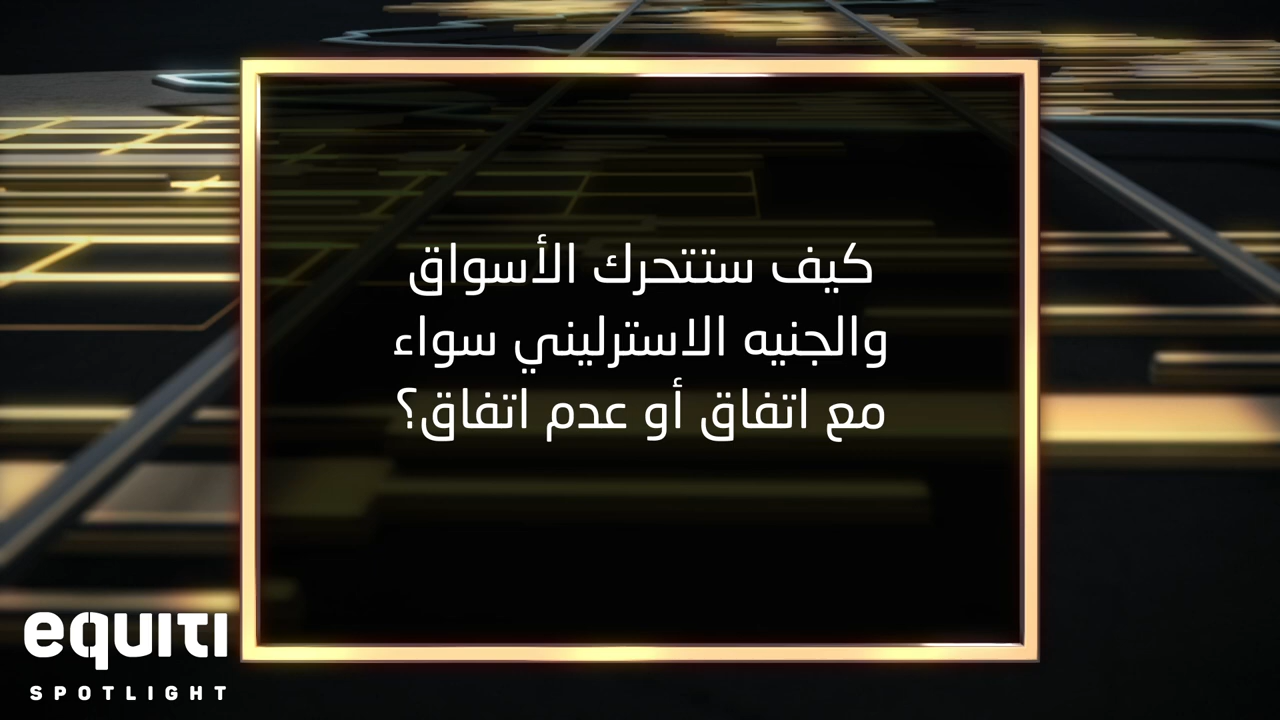 كيف ستتحرك الأسواق
والجنيه الاسترليني سواء
مع اتفاق أو عدم اتفاق؟
equiti
SPOTLIGHT